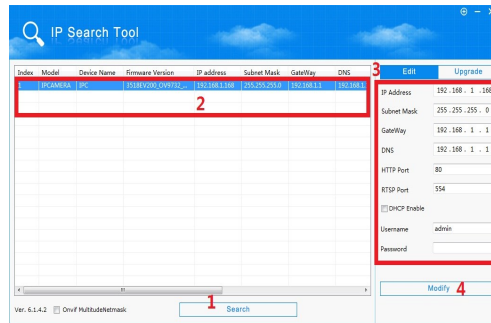 IP Search Tool
Index Model Device Name Firmware Version IP address Subnet Mask GateWay DNS
1 IPCAMERA IPC 3518EV200_OV9732_... 192.168.1.168 255.255.255.0 192.168.1.1 192.168.1.
2
3
Edit Upgrade
IP Address 192 .168 . 1 .168
Subnet Mask 255 .255 .255 . 0
GateWay 192 .168 . 1 . 1
DNS 192 .168 . 1 . 1
HTTP Port 80
RTSP Port 554
DHCP Enable
Username admin
Password
Modify 4
1
Search
Ver. 6.1.4.2 Onvif MultitudeNetmask